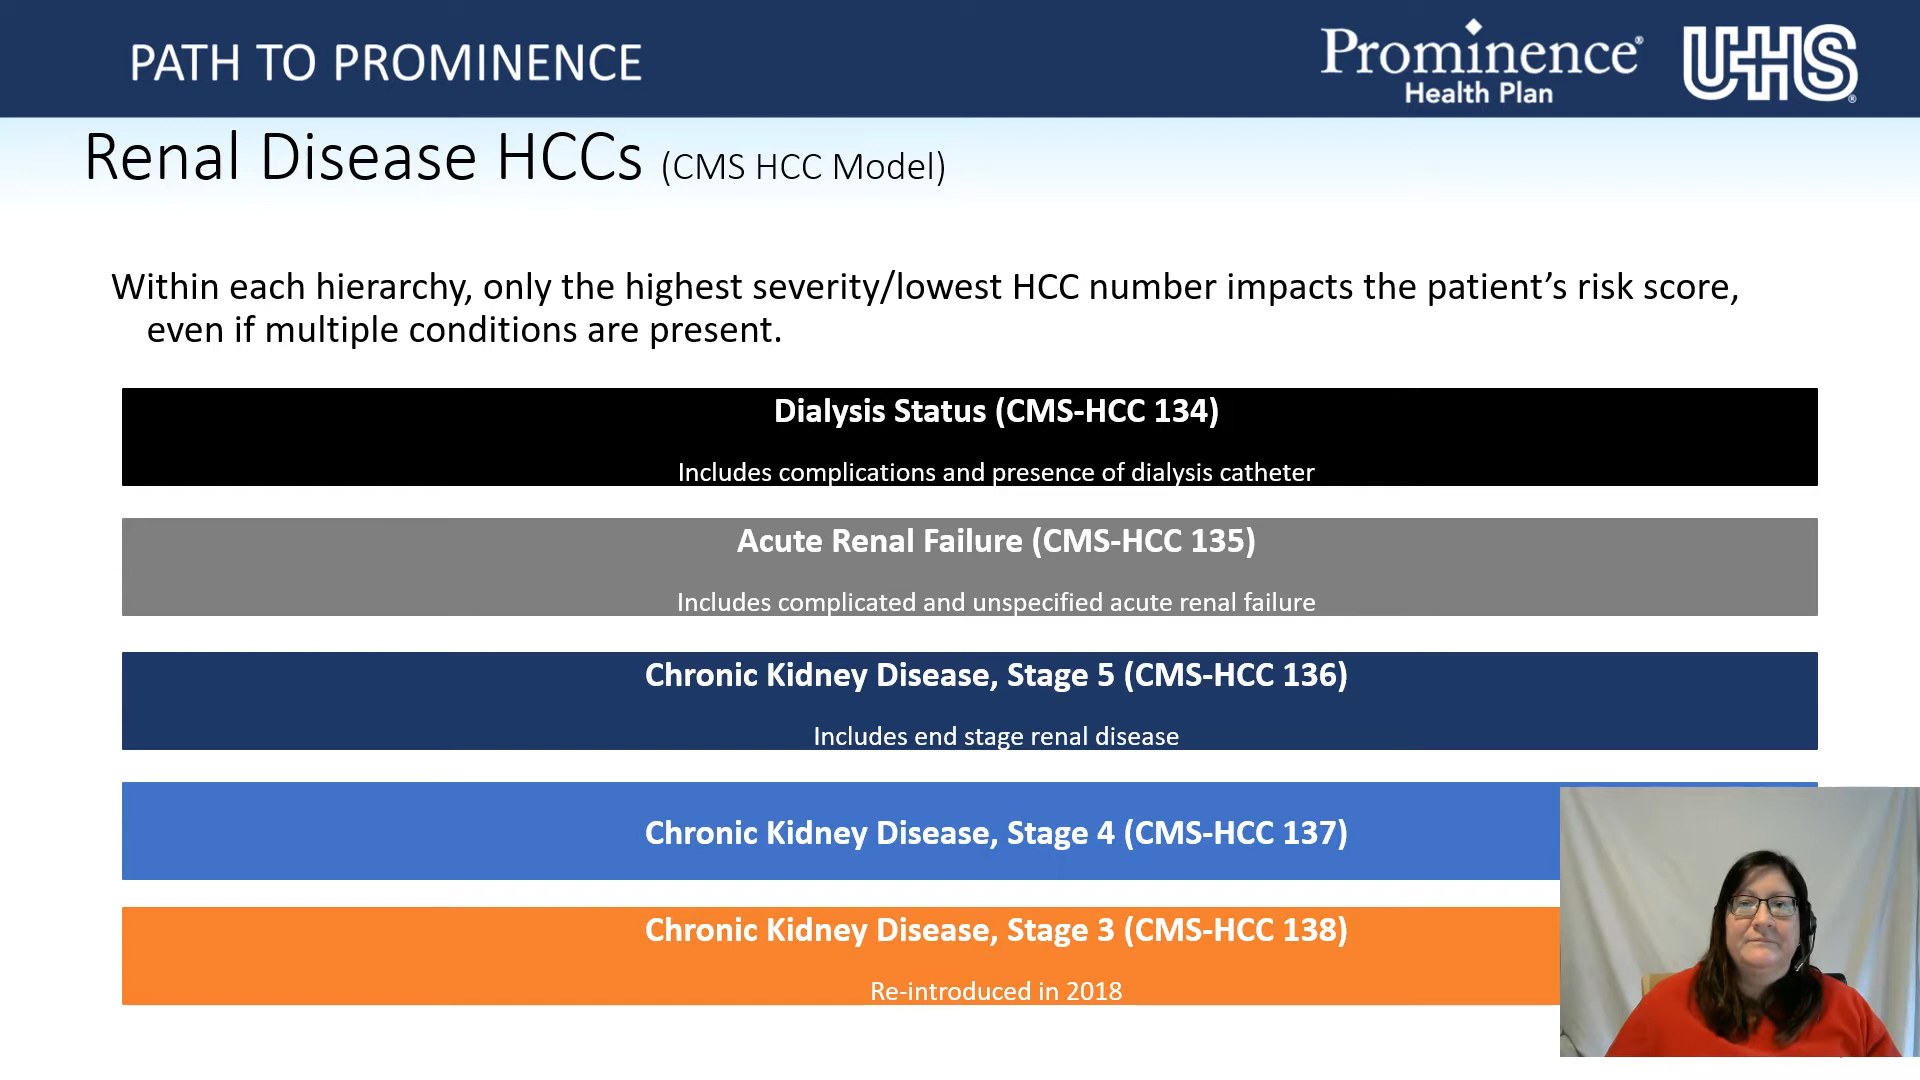 PATH TO PROMINENCE
Prominence®
Health Plan
UHS®
Renal Disease HCCs (CMS HCC Model)
Within each hierarchy, only the highest severity/lowest HCC number impacts the patient’s risk score,
even if multiple conditions are present.
Dialysis Status (CMS-HCC 134)
Includes complications and presence of dialysis catheter
Acute Renal Failure (CMS-HCC 135)
Includes complicated and unspecified acute renal failure
Chronic Kidney Disease, Stage 5 (CMS-HCC 136)
Includes end stage renal disease
Chronic Kidney Disease, Stage 4 (CMS-HCC 137)
Chronic Kidney Disease, Stage 3 (CMS-HCC 138)
Re-introduced in 2018